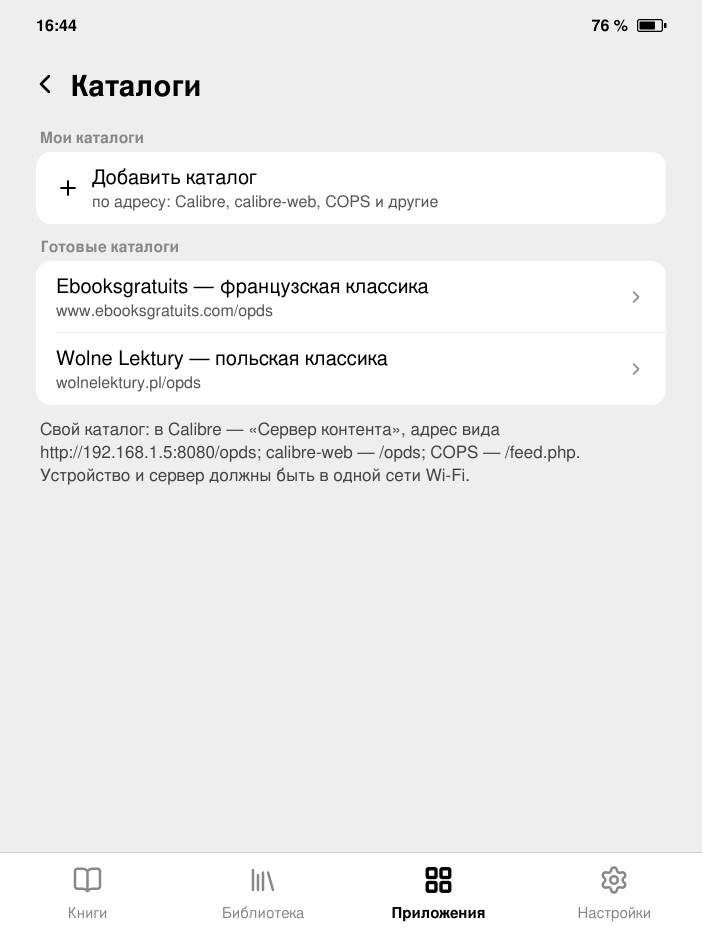 16:44
76 %
Каталоги
Мои каталоги
Добавить каталог
по адресу: Calibre, calibre-web, COPS и другие
Готовые каталоги
Ebooksgratuits — французская классика
www.ebooksgratuits.com/opds
Wolne Lektury — польская классика
wolnelektury.pl/opds
Свой каталог: в Calibre — «Сервер контента», адрес вида
http://192.168.1.5:8080/opds; calibre-web — /opds; COPS — /feed.php.
Устройство и сервер должны быть в одной сети Wi-Fi.
Книги
Библиотека
Приложения
Настройки